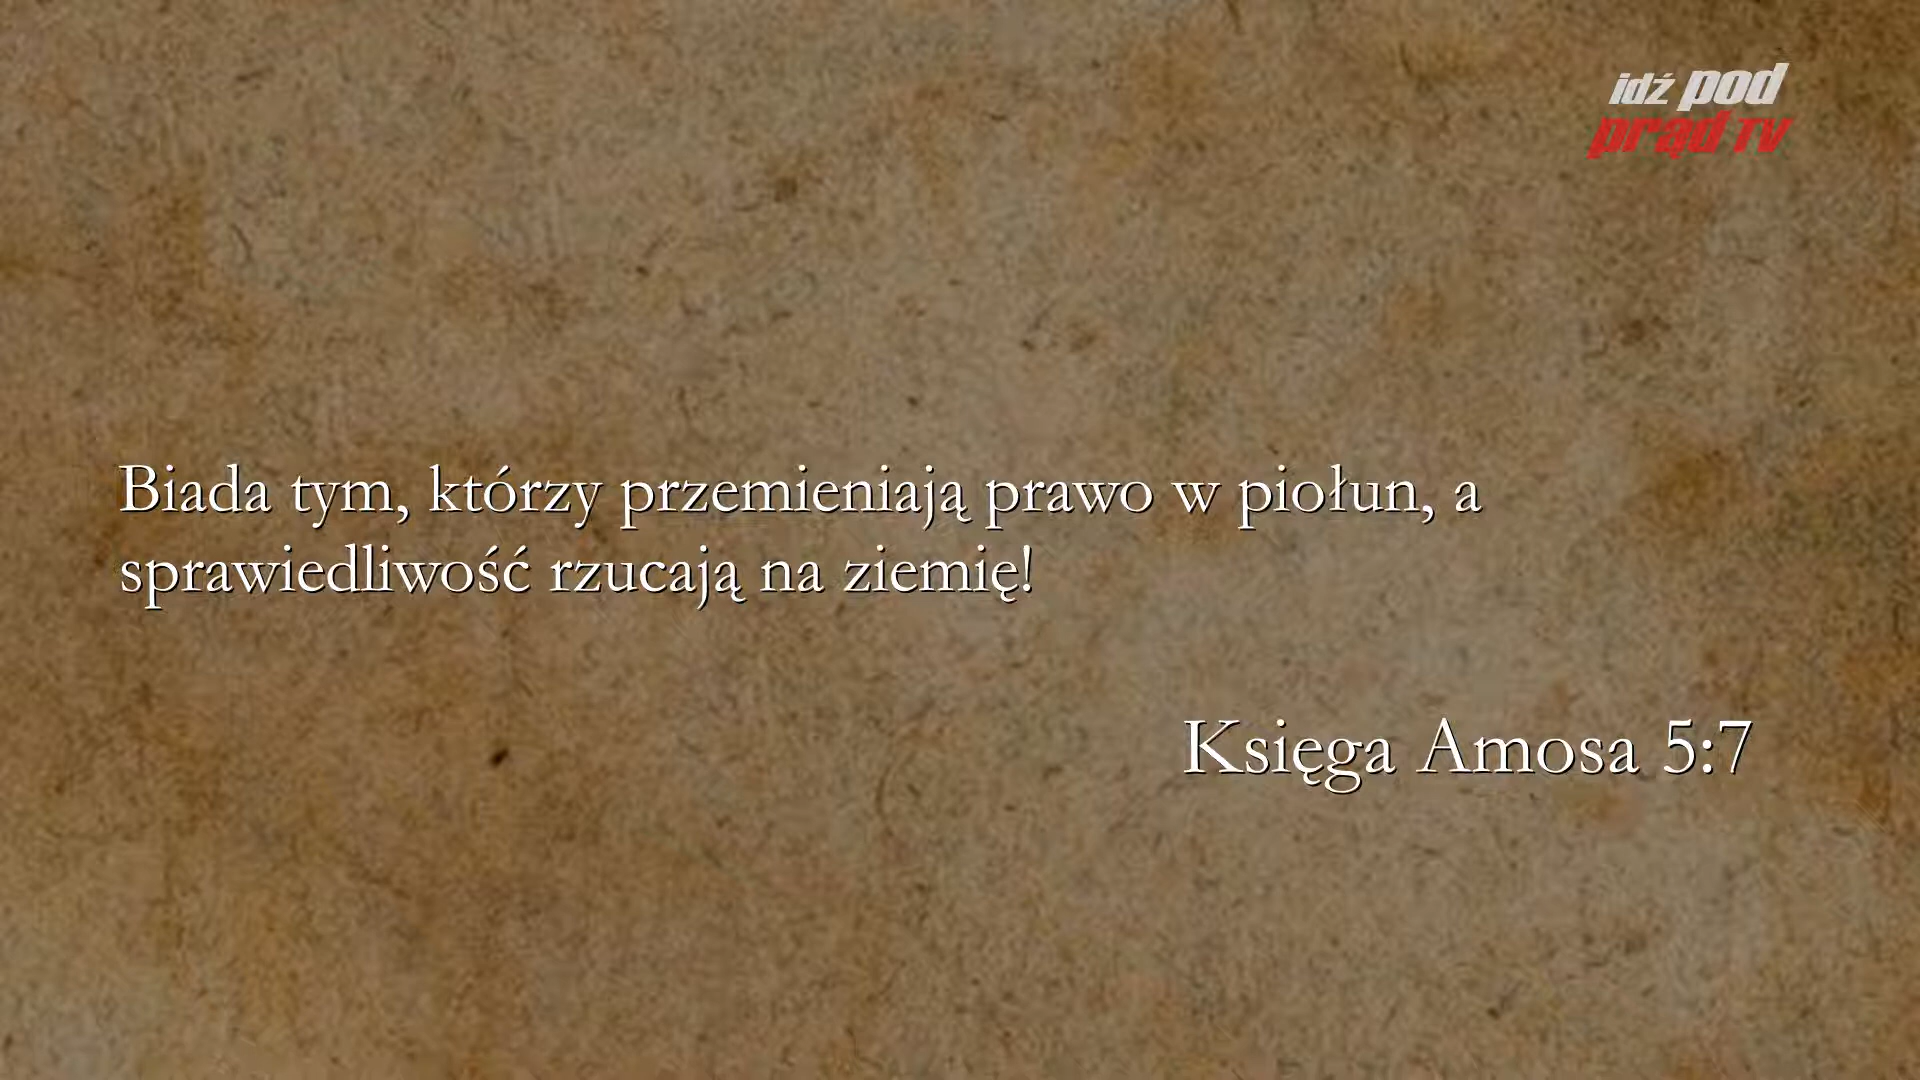 idź pod
prąd TV
Biada tym, którzy przemieniają prawo w piołun, a
sprawiedliwość rzucają na ziemię!
Księga Amosa 5:7